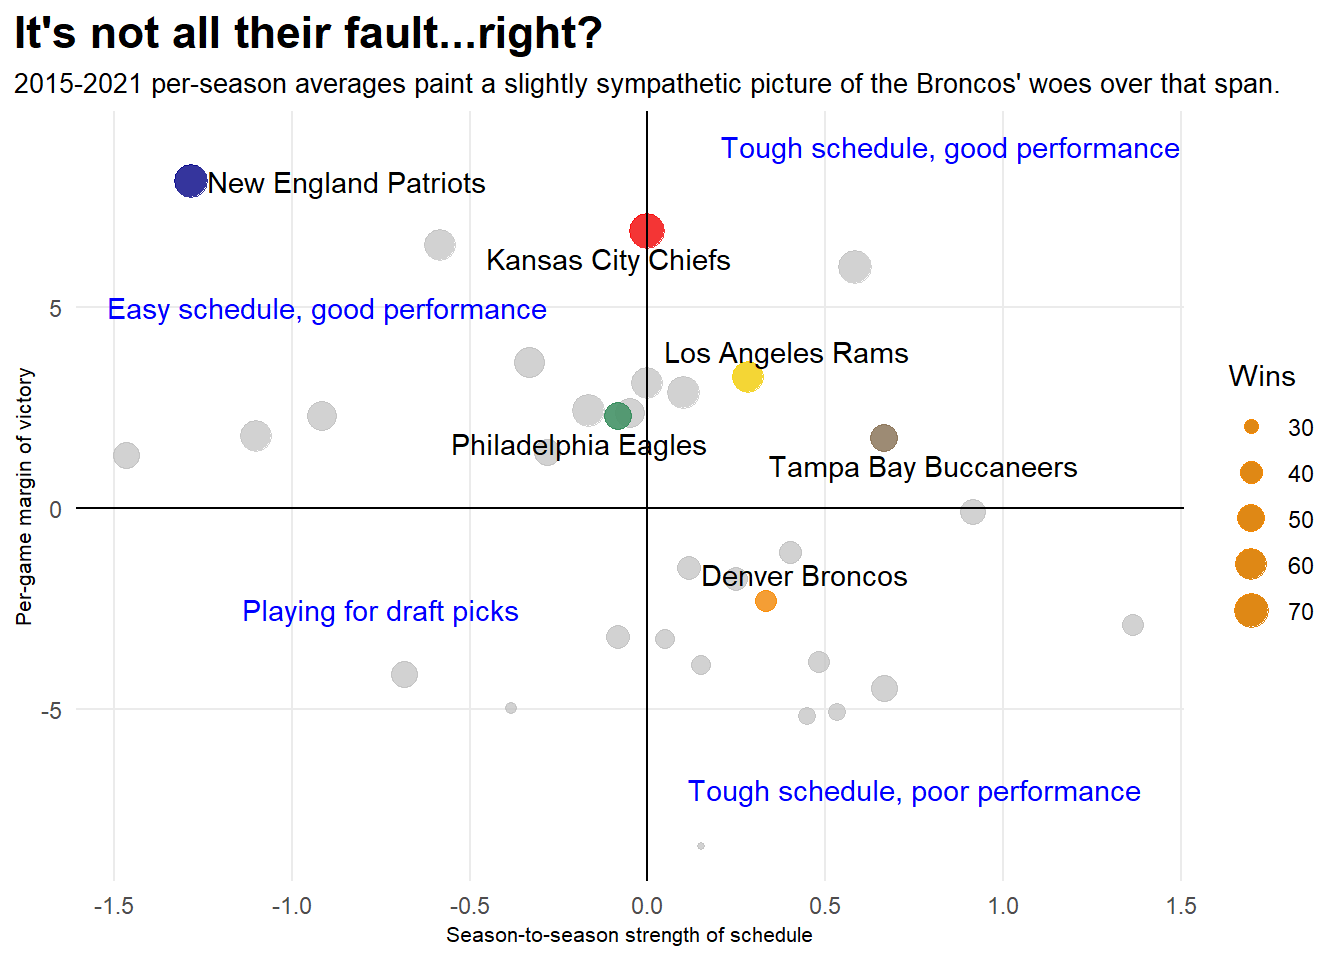 It's not all their fault...right?
2015-2021 per-season averages paint a slightly sympathetic picture of the Broncos' woes over that span.
Tough schedule, good performance
New England Patriots
Kansas City Chiefs
Easy schedule, good performance
Los Angeles Rams
Philadelphia Eagles
Tampa Bay Buccaneers
Denver Broncos
Playing for draft picks
Tough schedule, poor performance
5
0
-5
Per-game margin of victory
-1.5
-1.0
-0.5
0.0
0.5
1.0
1.5
Season-to-season strength of schedule
Wins
30
40
50
60
70